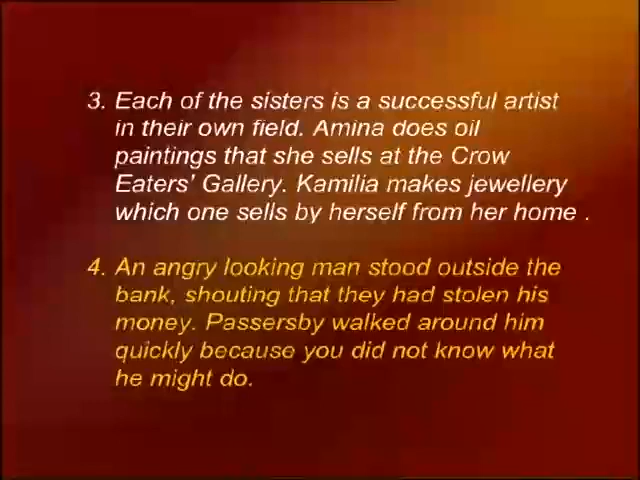 3. Each of the sisters is a successful artist
in their own field. Amina does oil
paintings that she sells at the Crow
Eaters' Gallery. Kamilia makes jewellery
which one sells by herself from her home .
4. An angry looking man stood outside the
bank, shouting that they had stolen his
money. Passersby walked around him
quickly because you did not know what
he might do.